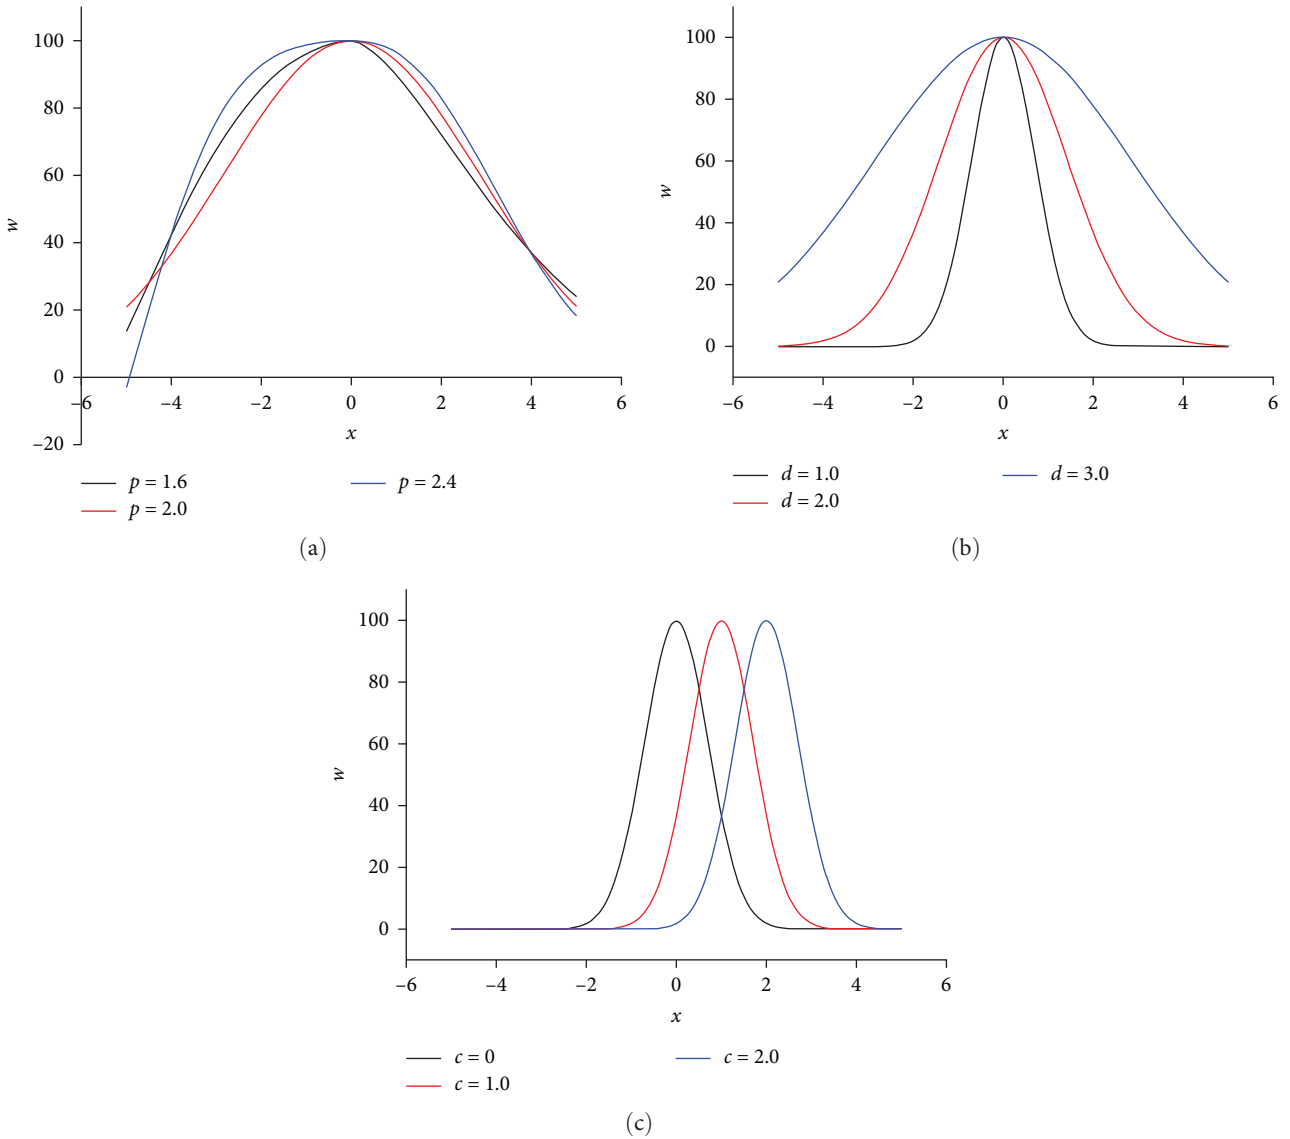 100
80
60
40
20
0
–20
w
–6 –4 –2 0 2 4 6
x
p = 1.6
p = 2.4
p = 2.0
(a)
100
80
60
40
20
0
w
–6 –4 –2 0 2 4 6
x
d = 1.0
d = 3.0
d = 2.0
(b)
100
80
60
40
20
0
w
–6 –4 –2 0 2 4 6
x
c = 0
c = 2.0
c = 1.0
(c)